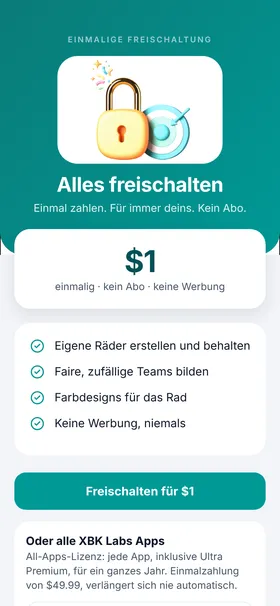 EINMALIGE FREISCHALTUNG
Alles freischalten
Einmal zahlen. Für immer deins. Kein Abo.
$1
einmalig · kein Abo · keine Werbung
Eigene Räder erstellen und behalten
Faire, zufällige Teams bilden
Farbdesigns für das Rad
Keine Werbung, niemals
Freischalten für $1
Oder alle XBK Labs Apps
All-Apps-Lizenz: jede App, inklusive Ultra
Premium, für ein ganzes Jahr. Einmalzahlung
von $49.99, verlängert sich nie automatisch.